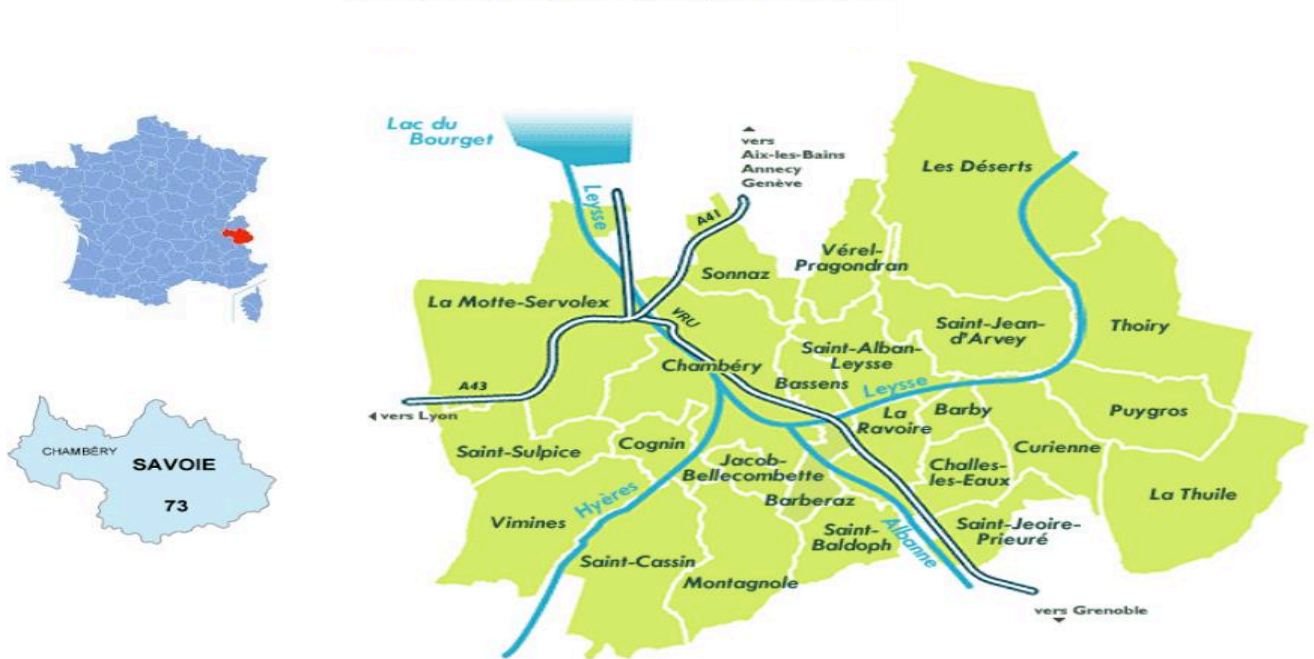 Lac du
Bourget
vers
Aix-les-Bains
Annecy
Genève
Les Déserts
Leysse
A41
Vérel-
Pragondran
Sonnaz
La Motte-Servolex
VRU
Saint-Jean-
d'Arvey
Thoiry
Saint-Alban-
Leysse
Chambéry
Bassens
Leysse
A43
vers Lyon
La
Ravoire
Barby
Puygros
Saint-Sulpice
Cognin
Curienne
Jacob-
Bellecombette
Challes-
les-Eaux
Barberaz
La Thuile
Hyères
Vimines
Saint-
Baldoph
Albanne
Saint-Jeoire-
Prieuré
Saint-Cassin
Montagnole
vers Grenoble
CHAMBÉRY
SAVOIE
73